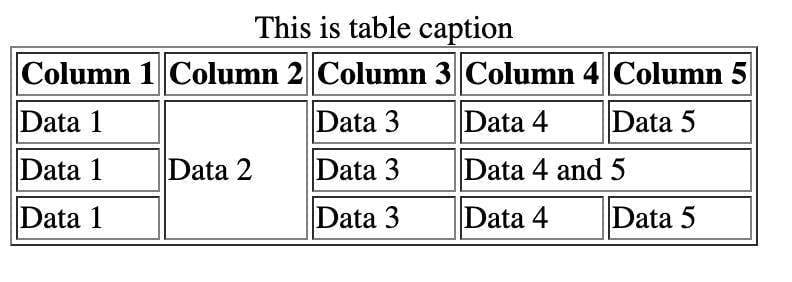 This is table caption
Column 1 Column 2 Column 3 Column 4 Column 5
Data 1 Data 3 Data 4 Data 5
Data 1 Data 2 Data 3 Data 4 and 5
Data 1 Data 3 Data 4 Data 5